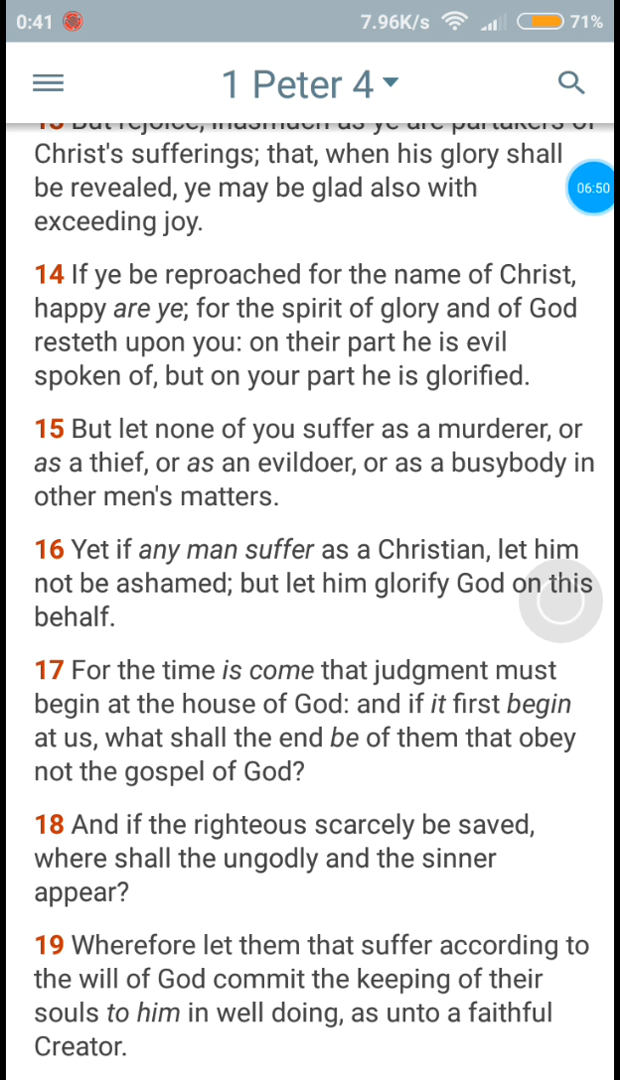 0:41 7.96K/s 71%
1 Peter 4
13 But rejoice, inasmuch as ye are partakers of
Christ's sufferings; that, when his glory shall
be revealed, ye may be glad also with
06:50
exceeding joy.
14 If ye be reproached for the name of Christ,
happy are ye; for the spirit of glory and of God
resteth upon you: on their part he is evil
spoken of, but on your part he is glorified.
15 But let none of you suffer as a murderer, or
as a thief, or as an evildoer, or as a busybody in
other men's matters.
16 Yet if any man suffer as a Christian, let him
not be ashamed; but let him glorify God on this
behalf.
17 For the time is come that judgment must
begin at the house of God: and if it first begin
at us, what shall the end be of them that obey
not the gospel of God?
18 And if the righteous scarcely be saved,
where shall the ungodly and the sinner
appear?
19 Wherefore let them that suffer according to
the will of God commit the keeping of their
souls to him in well doing, as unto a faithful
Creator.